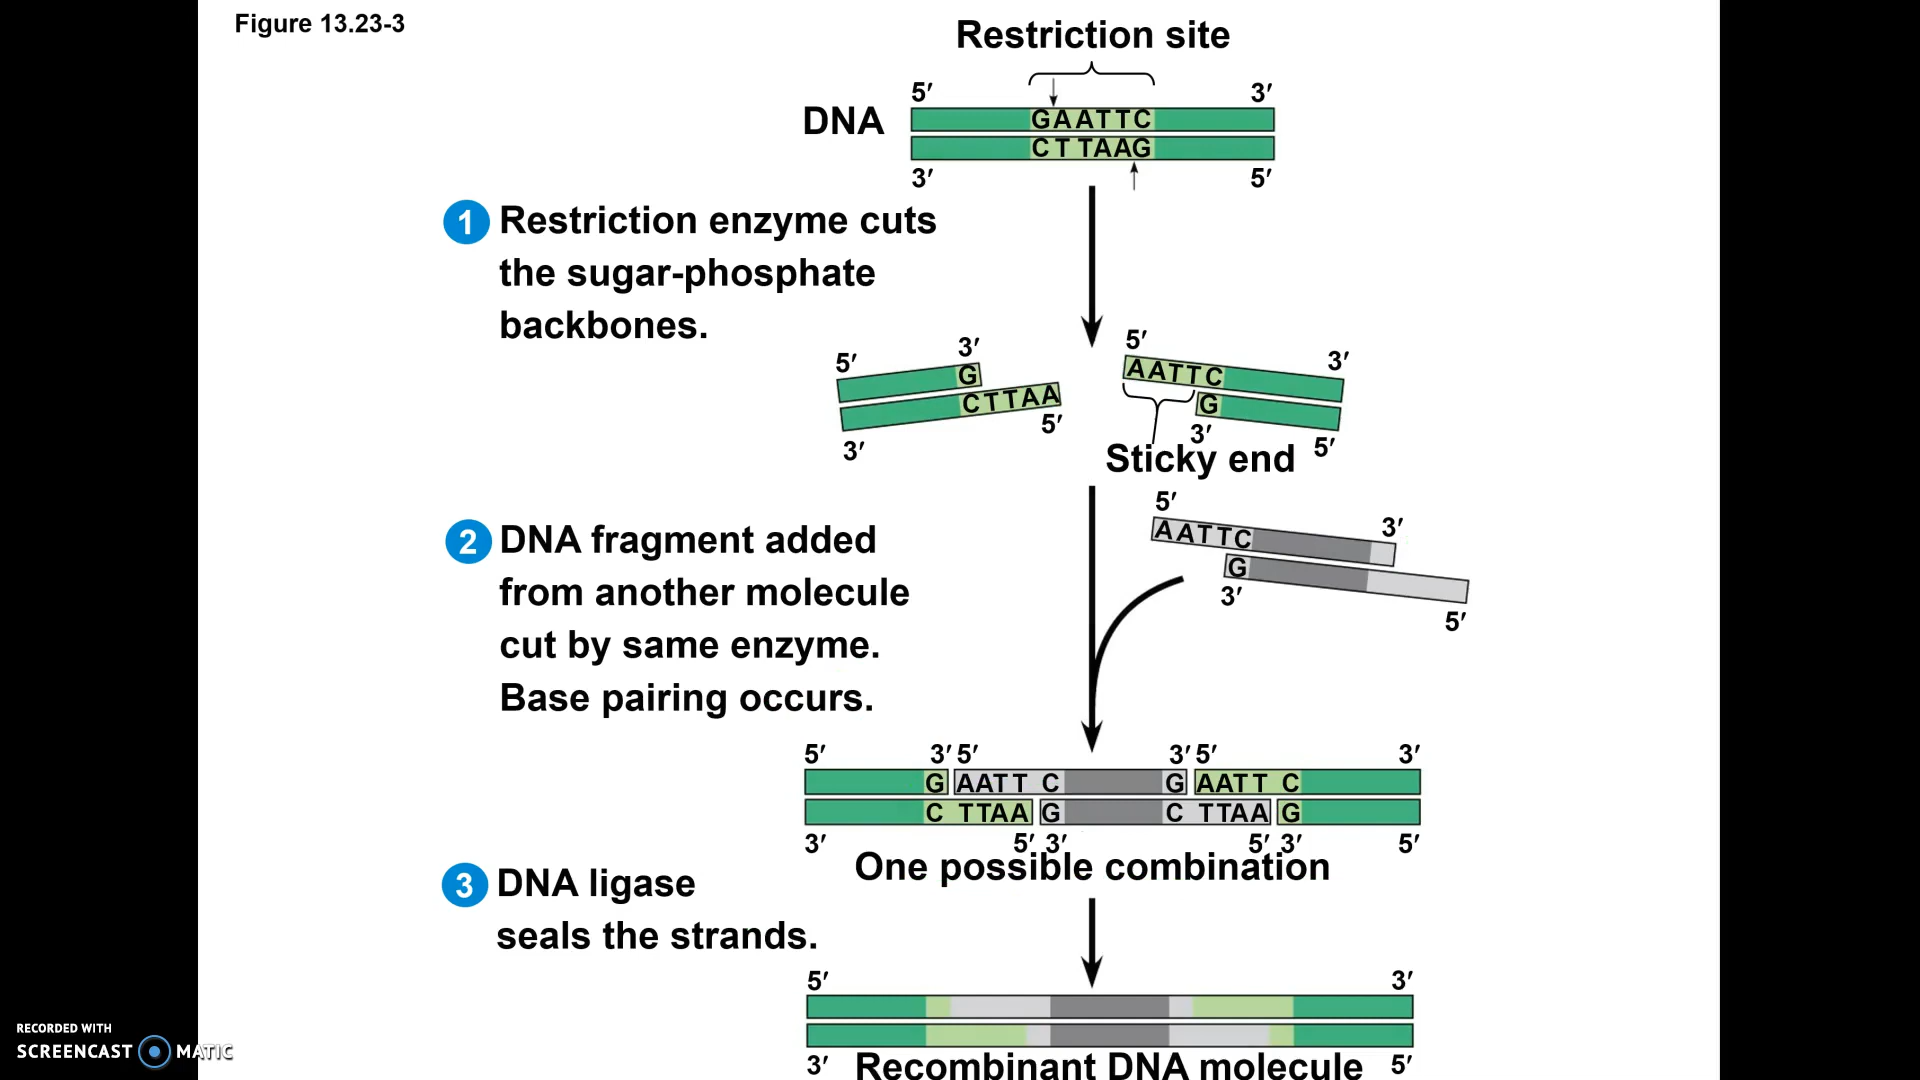 Figure 13.23-3
Restriction site
5′ 3′
DNA
GAATTC
CTTAAG
3′ 5′
1 Restriction enzyme cuts
the sugar-phosphate
backbones.
5′ 3′
G
CTTAA
3′ 5′
5′ 3′
AATTC
G
3′ 5′
Sticky end
2 DNA fragment added
from another molecule
cut by same enzyme.
Base pairing occurs.
5′ 3′
AATTC
G
3′ 5′
5′ 3′ 5′ 3′ 5′ 3′
G AATT C G AATT C
C TTAA G C TTAA G
3′ 5′ 3′ 5′ 3′ 5′
One possible combination
3 DNA ligase
seals the strands.
5′ 3′
3′ 5′
Recombinant DNA molecule
RECORDED WITH
SCREENCAST MATIC